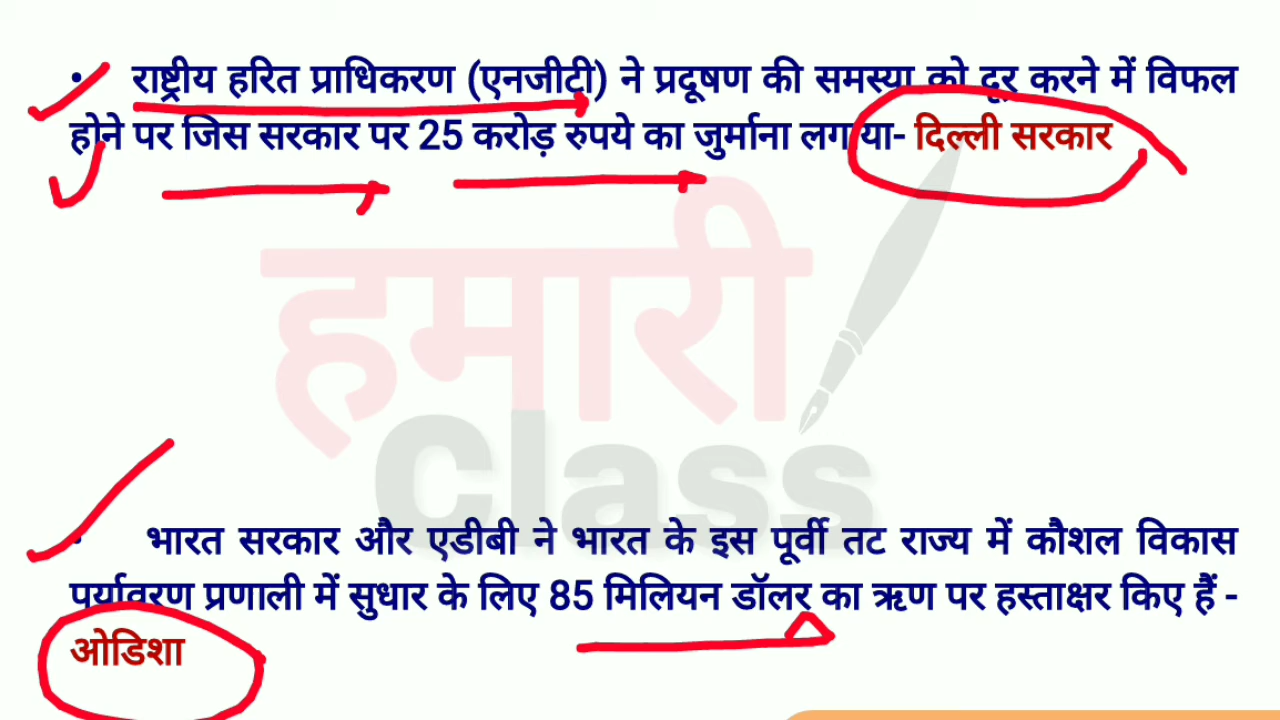 • राष्ट्रीय हरित प्राधिकरण (एनजीटी) ने प्रदूषण की समस्या को दूर करने में विफल
होने पर जिस सरकार पर 25 करोड़ रुपये का जुर्माना लगाया- दिल्ली सरकार
हमारी
Class
• भारत सरकार और एडीबी ने भारत के इस पूर्वी तट राज्य में कौशल विकास
पर्यावरण प्रणाली में सुधार के लिए 85 मिलियन डॉलर का ऋण पर हस्ताक्षर किए हैं -
ओडिशा